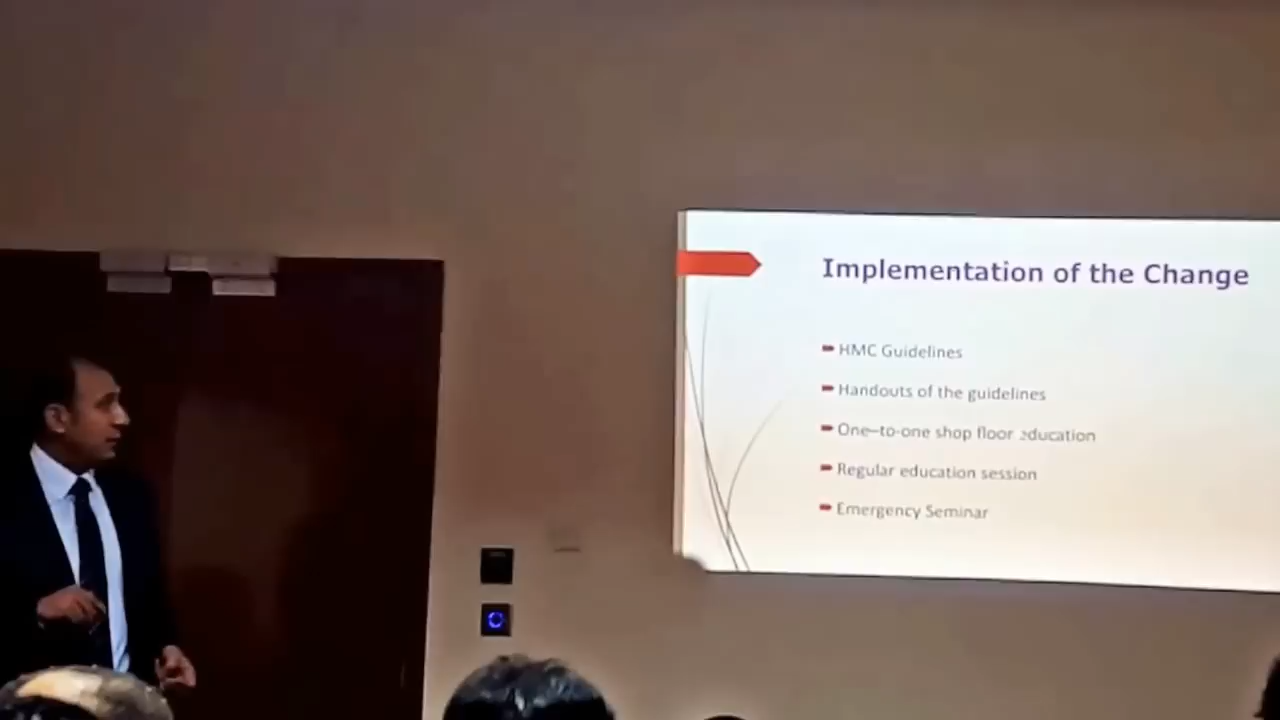 Implementation of the Change
HMC Guidelines
Handouts of the guidelines
One–to-one shop floor education
Regular education session
Emergency Seminar